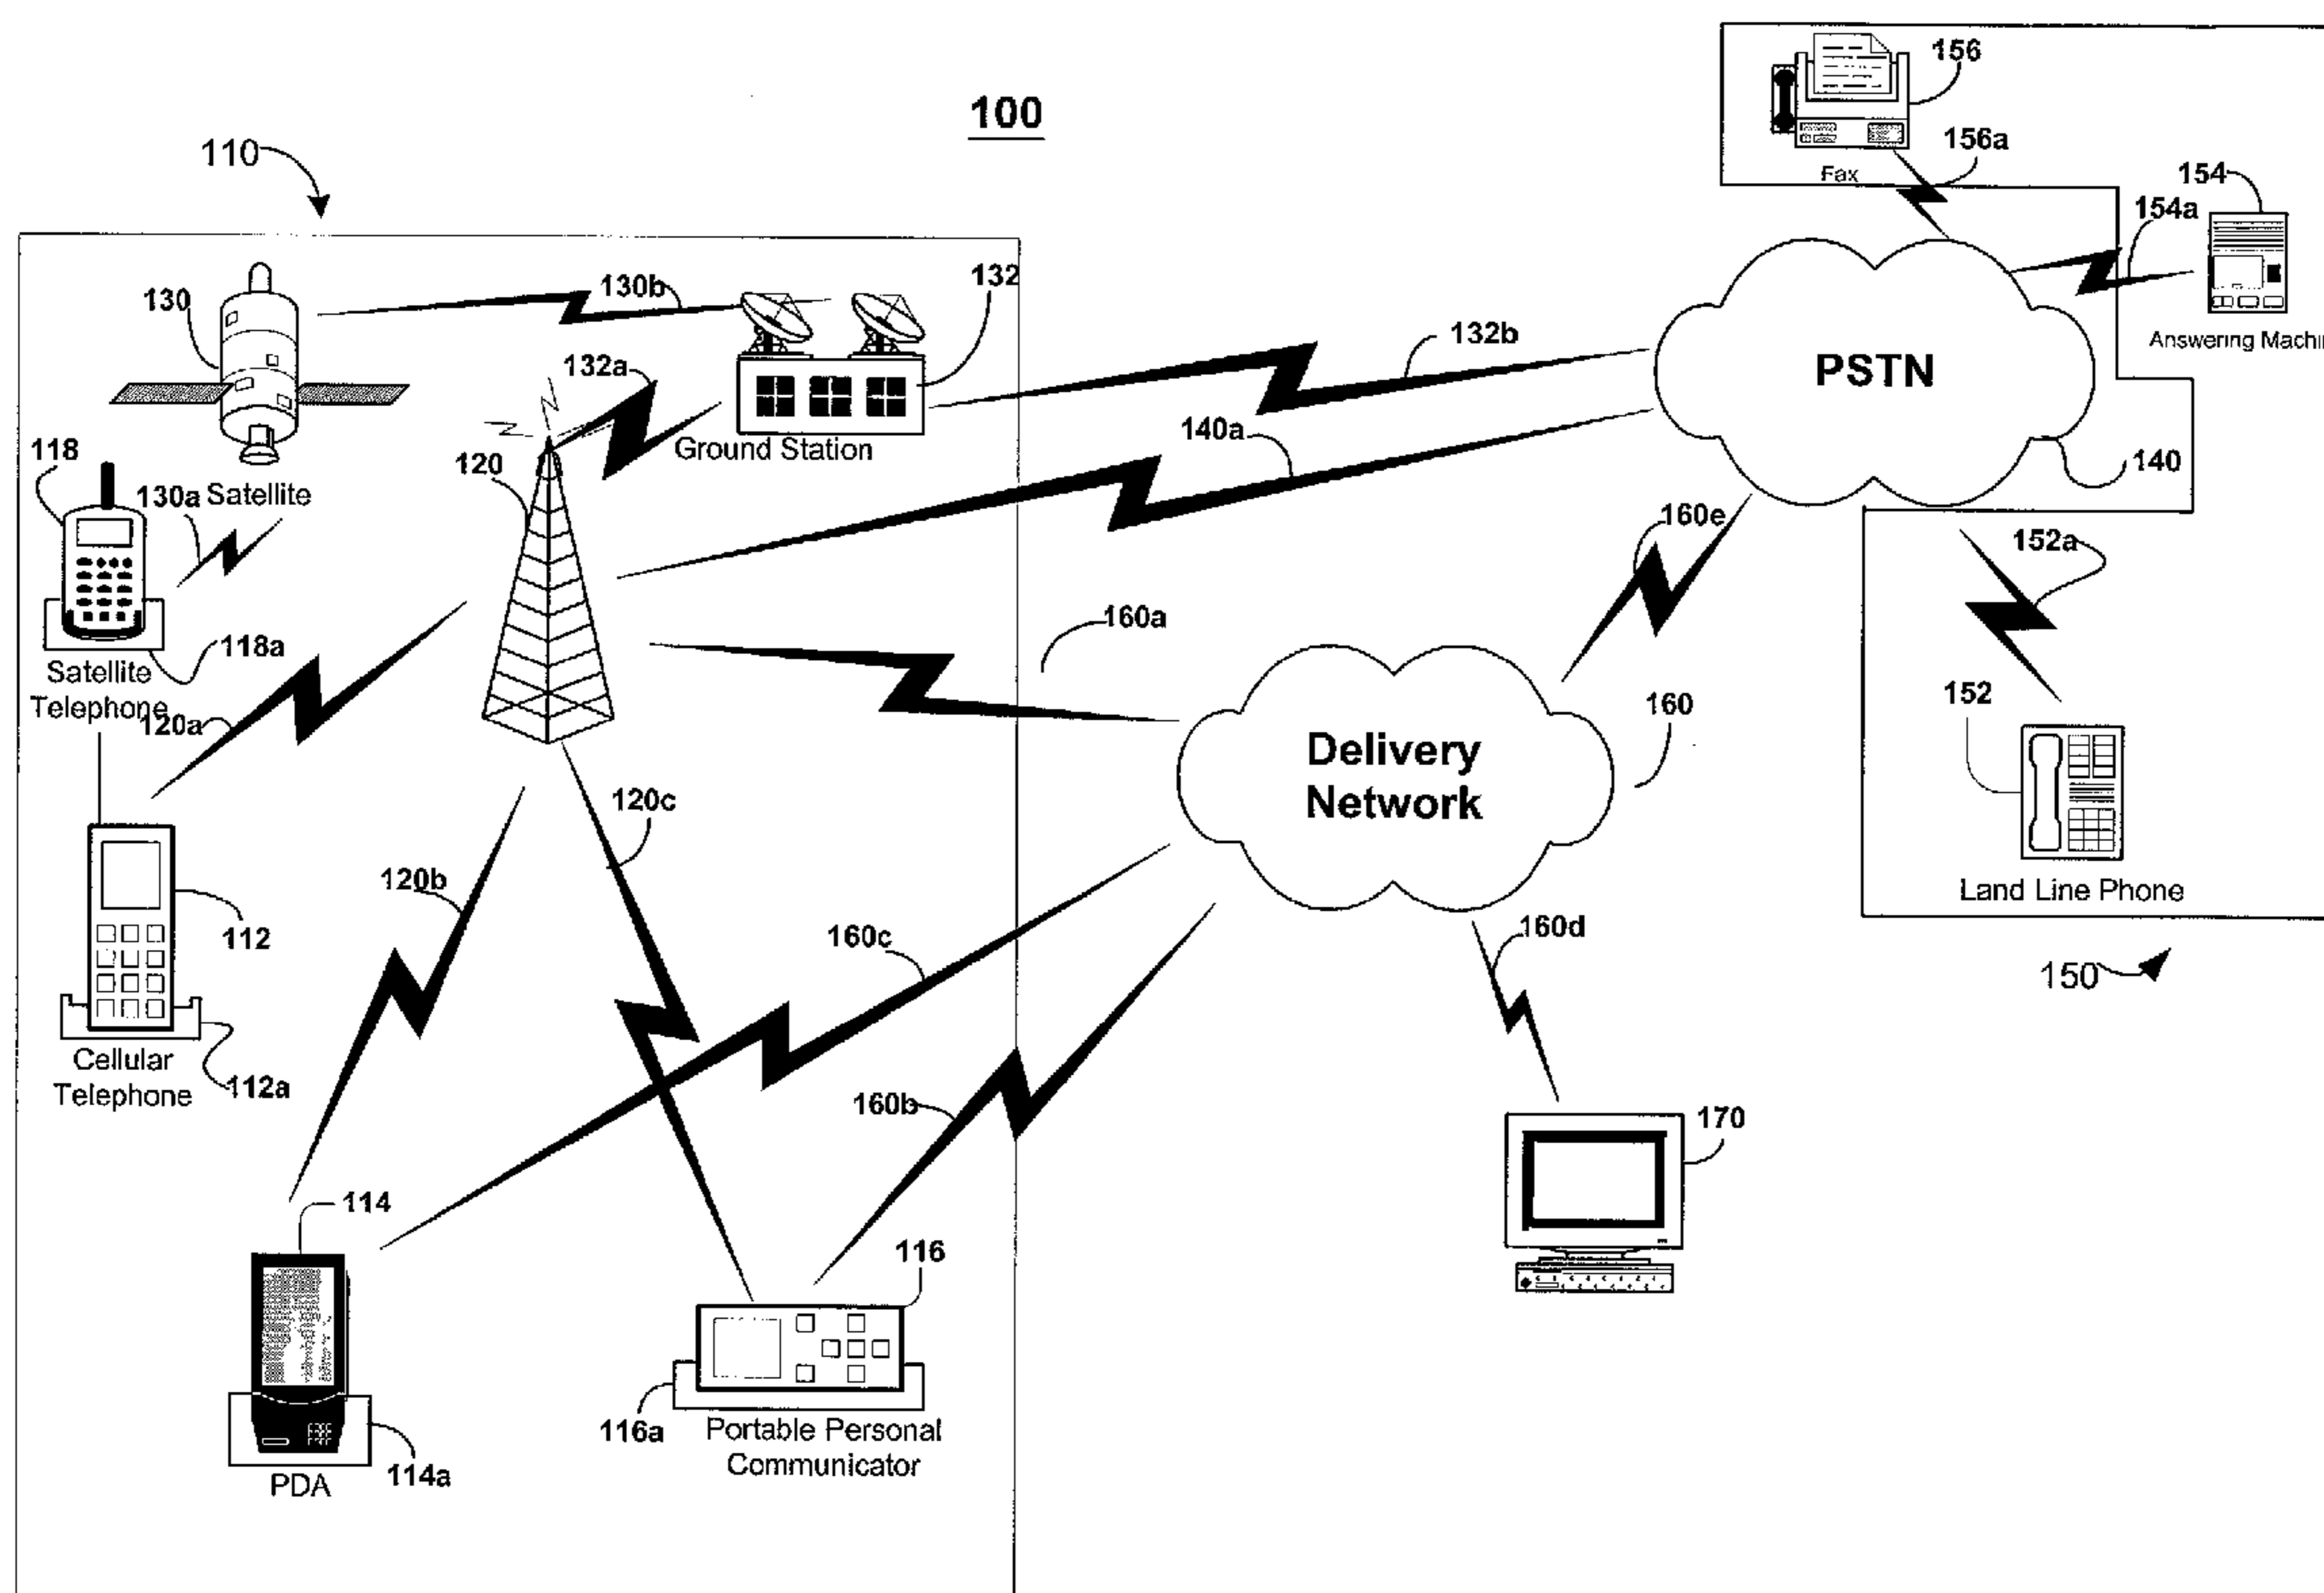 100
110
156
156a
Fax
154
154a
Answering Machin
130
130b
132
132a
Ground Station
132b
PSTN
140a
140
118
130a
Satellite
120
118a
Satellite
Telephone
120a
160a
160e
152a
152
Land Line Phone
150
Delivery
Network
160
120c
120b
112
160c
160d
Cellular
Telephone
112a
160b
170
114
116
116a
Portable Personal
Communicator
PDA
114a